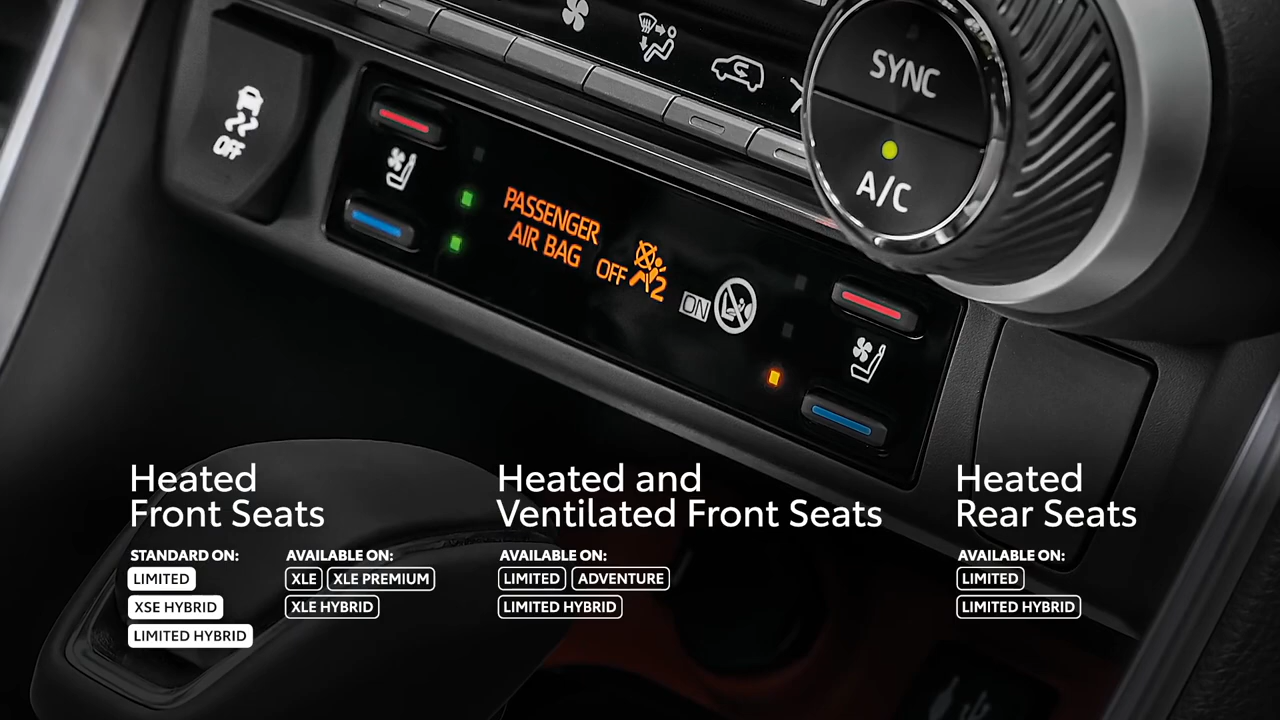 SYNC
A/C
OFF
PASSENGER
AIR BAG OFF 2
ON
Heated
Front Seats
STANDARD ON:
LIMITED
XSE HYBRID
LIMITED HYBRID
AVAILABLE ON:
XLE XLE PREMIUM
XLE HYBRID
Heated and
Ventilated Front Seats
AVAILABLE ON:
LIMITED ADVENTURE
LIMITED HYBRID
Heated
Rear Seats
AVAILABLE ON:
LIMITED
LIMITED HYBRID